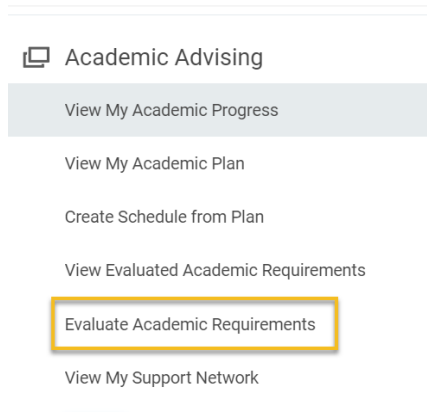 Academic Advising
View My Academic Progress
View My Academic Plan
Create Schedule from Plan
View Evaluated Academic Requirements
Evaluate Academic Requirements
View My Support Network